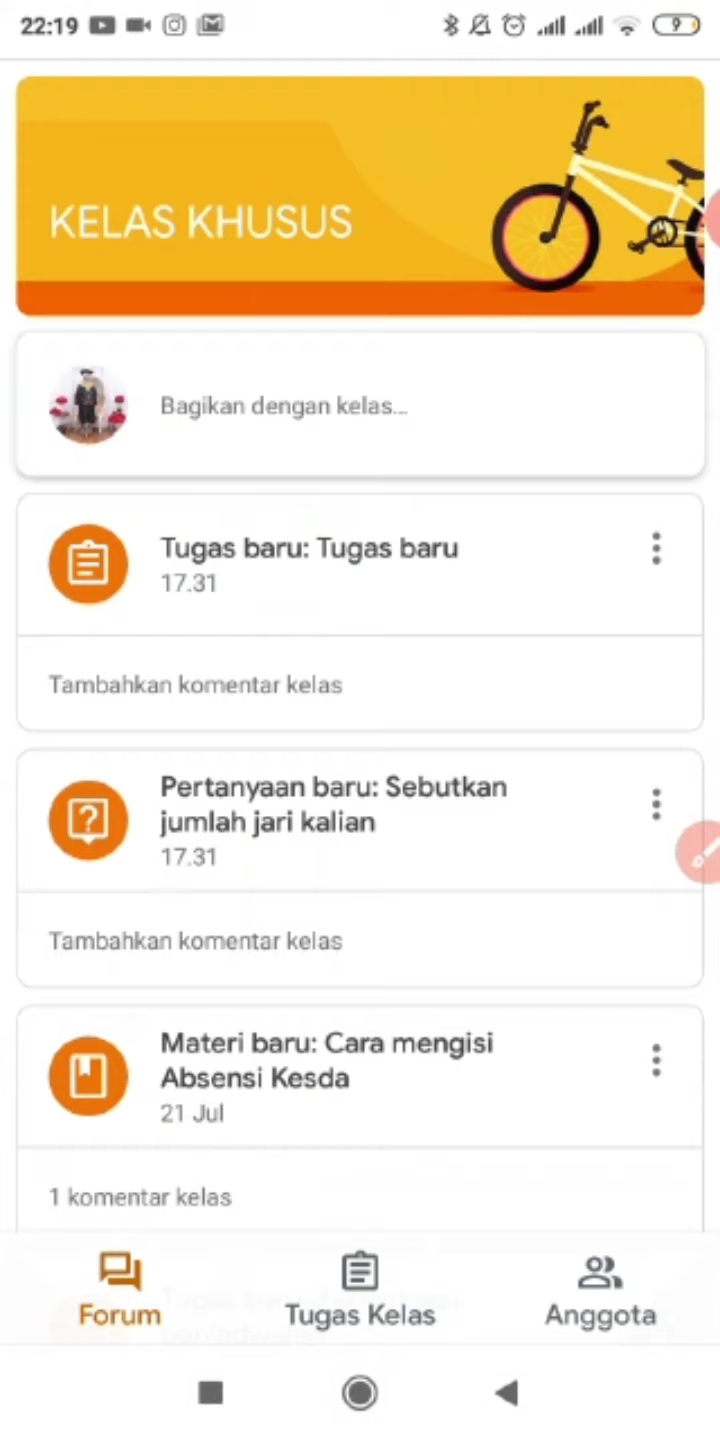 22:19
9
KELAS KHUSUS
Bagikan dengan kelas...
Tugas baru: Tugas baru
17.31
Tambahkan komentar kelas
Pertanyaan baru: Sebutkan
jumlah jari kalian
17.31
Tambahkan komentar kelas
Materi baru: Cara mengisi
Absensi Kesda
21 Jul
1 komentar kelas
Forum
Tugas Kelas
Anggota